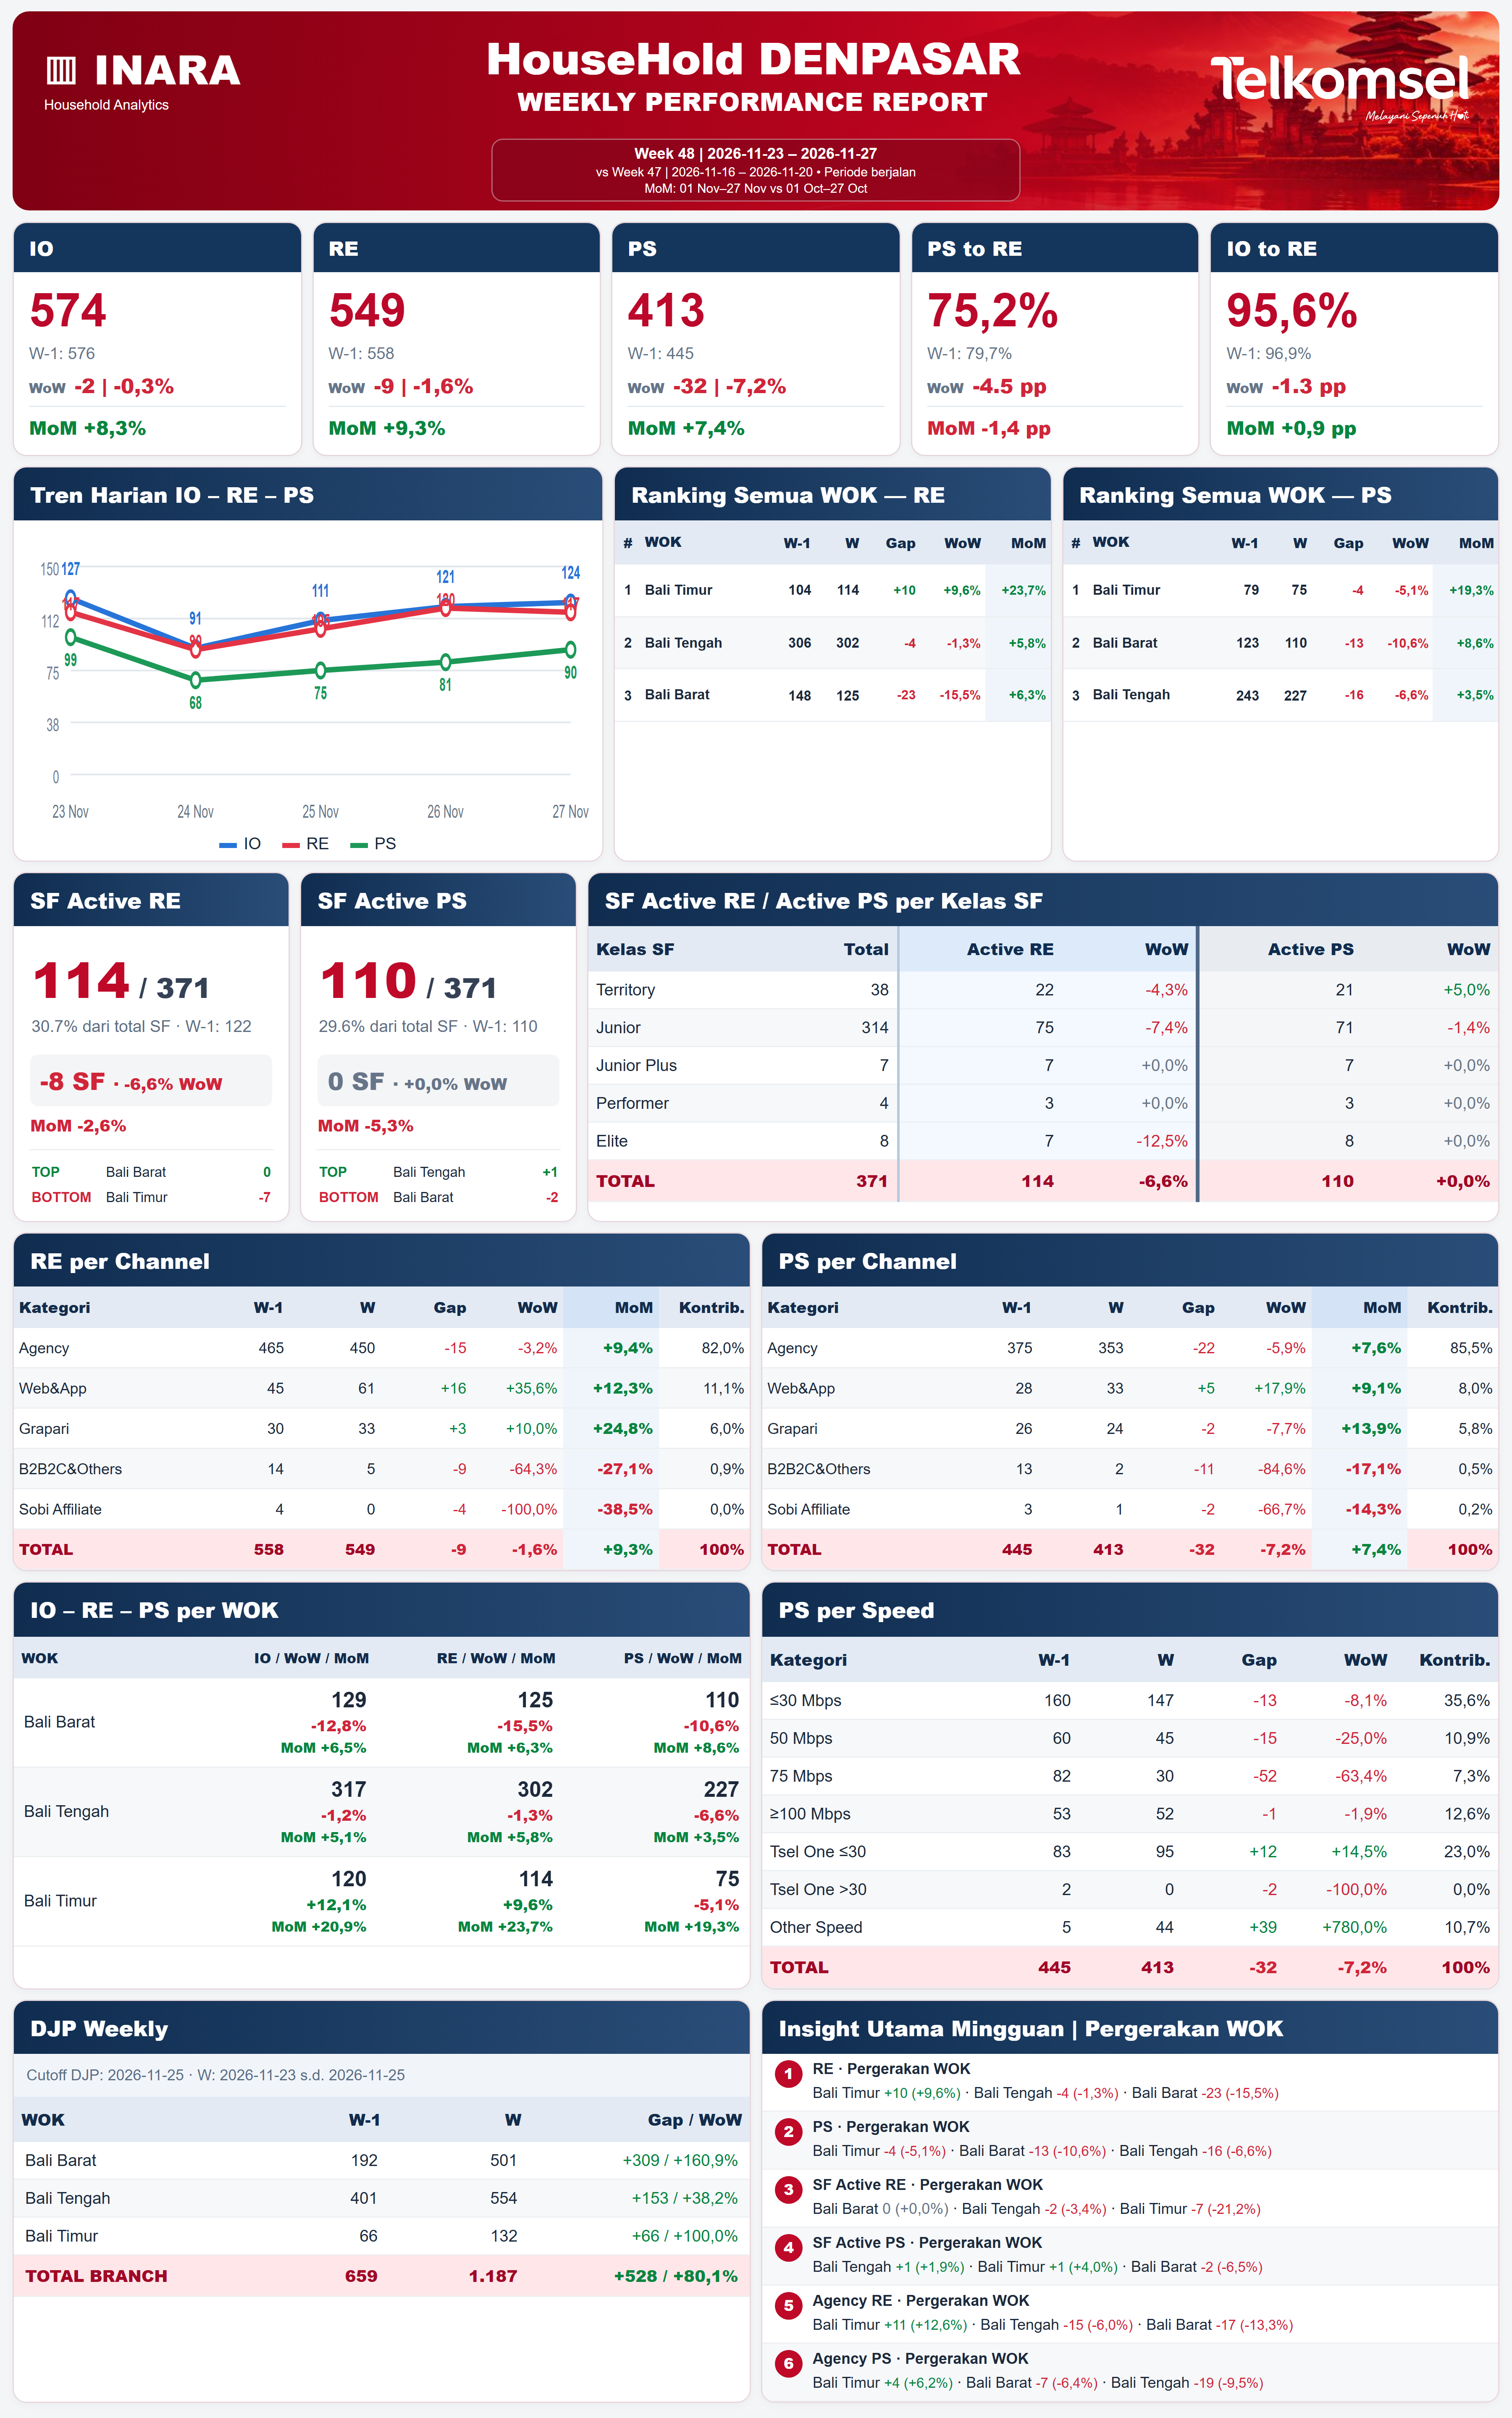 INARA
Household Analytics
HouseHold DENPASAR
WEEKLY PERFORMANCE REPORT
Week 48 | 2026-11-23 – 2026-11-27
vs Week 47 | 2026-11-16 – 2026-11-20 • Periode berjalan
MoM: 01 Nov–27 Nov vs 01 Oct–27 Oct
Telkomsel
Melayani Sepenuh Hati
IO
574
W-1: 576
WoW -2 | -0,3%
MoM +8,3%
RE
549
W-1: 558
WoW -9 | -1,6%
MoM +9,3%
PS
413
W-1: 445
WoW -32 | -7,2%
MoM +7,4%
PS to RE
75,2%
W-1: 79,7%
WoW -4.5 pp
MoM -1,4 pp
IO to RE
95,6%
W-1: 96,9%
WoW -1.3 pp
MoM +0,9 pp
Tren Harian IO – RE – PS
150
112
75
38
0
127 91 111 121 124
99 68 75 81 90
23 Nov 24 Nov 25 Nov 26 Nov 27 Nov
IO RE PS
Ranking Semua WOK — RE
# WOK W-1 W Gap WoW MoM
1 Bali Timur 104 114 +10 +9,6% +23,7%
2 Bali Tengah 306 302 -4 -1,3% +5,8%
3 Bali Barat 148 125 -23 -15,5% +6,3%
Ranking Semua WOK — PS
# WOK W-1 W Gap WoW MoM
1 Bali Timur 79 75 -4 -5,1% +19,3%
2 Bali Barat 123 110 -13 -10,6% +8,6%
3 Bali Tengah 243 227 -16 -6,6% +3,5%
SF Active RE
114 / 371
30.7% dari total SF · W-1: 122
-8 SF · -6,6% WoW
MoM -2,6%
TOP Bali Barat 0
BOTTOM Bali Timur -7
SF Active PS
110 / 371
29.6% dari total SF · W-1: 110
0 SF · +0,0% WoW
MoM -5,3%
TOP Bali Tengah +1
BOTTOM Bali Barat -2
SF Active RE / Active PS per Kelas SF
Kelas SF Total Active RE WoW Active PS WoW
Territory 38 22 -4,3% 21 +5,0%
Junior 314 75 -7,4% 71 -1,4%
Junior Plus 7 7 +0,0% 7 +0,0%
Performer 4 3 +0,0% 3 +0,0%
Elite 8 7 -12,5% 8 +0,0%
TOTAL 371 114 -6,6% 110 +0,0%
RE per Channel
Kategori W-1 W Gap WoW MoM Kontrib.
Agency 465 450 -15 -3,2% +9,4% 82,0%
Web&App 45 61 +16 +35,6% +12,3% 11,1%
Grapari 30 33 +3 +10,0% +24,8% 6,0%
B2B2C&Others 14 5 -9 -64,3% -27,1% 0,9%
Sobi Affiliate 4 0 -4 -100,0% -38,5% 0,0%
TOTAL 558 549 -9 -1,6% +9,3% 100%
PS per Channel
Kategori W-1 W Gap WoW MoM Kontrib.
Agency 375 353 -22 -5,9% +7,6% 85,5%
Web&App 28 33 +5 +17,9% +9,1% 8,0%
Grapari 26 24 -2 -7,7% +13,9% 5,8%
B2B2C&Others 13 2 -11 -84,6% -17,1% 0,5%
Sobi Affiliate 3 1 -2 -66,7% -14,3% 0,2%
TOTAL 445 413 -32 -7,2% +7,4% 100%
IO – RE – PS per WOK
WOK IO / WoW / MoM RE / WoW / MoM PS / WoW / MoM
129 125 110
Bali Barat -12,8% -15,5% -10,6%
MoM +6,5% MoM +6,3% MoM +8,6%
317 302 227
Bali Tengah -1,2% -1,3% -6,6%
MoM +5,1% MoM +5,8% MoM +3,5%
120 114 75
Bali Timur +12,1% +9,6% -5,1%
MoM +20,9% MoM +23,7% MoM +19,3%
PS per Speed
Kategori W-1 W Gap WoW Kontrib.
≤30 Mbps 160 147 -13 -8,1% 35,6%
50 Mbps 60 45 -15 -25,0% 10,9%
75 Mbps 82 30 -52 -63,4% 7,3%
≥100 Mbps 53 52 -1 -1,9% 12,6%
Tsel One ≤30 83 95 +12 +14,5% 23,0%
Tsel One >30 2 0 -2 -100,0% 0,0%
Other Speed 5 44 +39 +780,0% 10,7%
TOTAL 445 413 -32 -7,2% 100%
DJP Weekly
Cutoff DJP: 2026-11-25 · W: 2026-11-23 s.d. 2026-11-25
WOK W-1 W Gap / WoW
Bali Barat 192 501 +309 / +160,9%
Bali Tengah 401 554 +153 / +38,2%
Bali Timur 66 132 +66 / +100,0%
TOTAL BRANCH 659 1.187 +528 / +80,1%
Insight Utama Mingguan | Pergerakan WOK
1 RE · Pergerakan WOK
Bali Timur +10 (+9,6%) · Bali Tengah -4 (-1,3%) · Bali Barat -23 (-15,5%)
2 PS · Pergerakan WOK
Bali Timur -4 (-5,1%) · Bali Barat -13 (-10,6%) · Bali Tengah -16 (-6,6%)
3 SF Active RE · Pergerakan WOK
Bali Barat 0 (+0,0%) · Bali Tengah -2 (-3,4%) · Bali Timur -7 (-21,2%)
4 SF Active PS · Pergerakan WOK
Bali Tengah +1 (+1,9%) · Bali Timur +1 (+4,0%) · Bali Barat -2 (-6,5%)
5 Agency RE · Pergerakan WOK
Bali Timur +11 (+12,6%) · Bali Tengah -15 (-6,0%) · Bali Barat -17 (-13,3%)
6 Agency PS · Pergerakan WOK
Bali Timur +4 (+6,2%) · Bali Barat -7 (-6,4%) · Bali Tengah -19 (-9,5%)